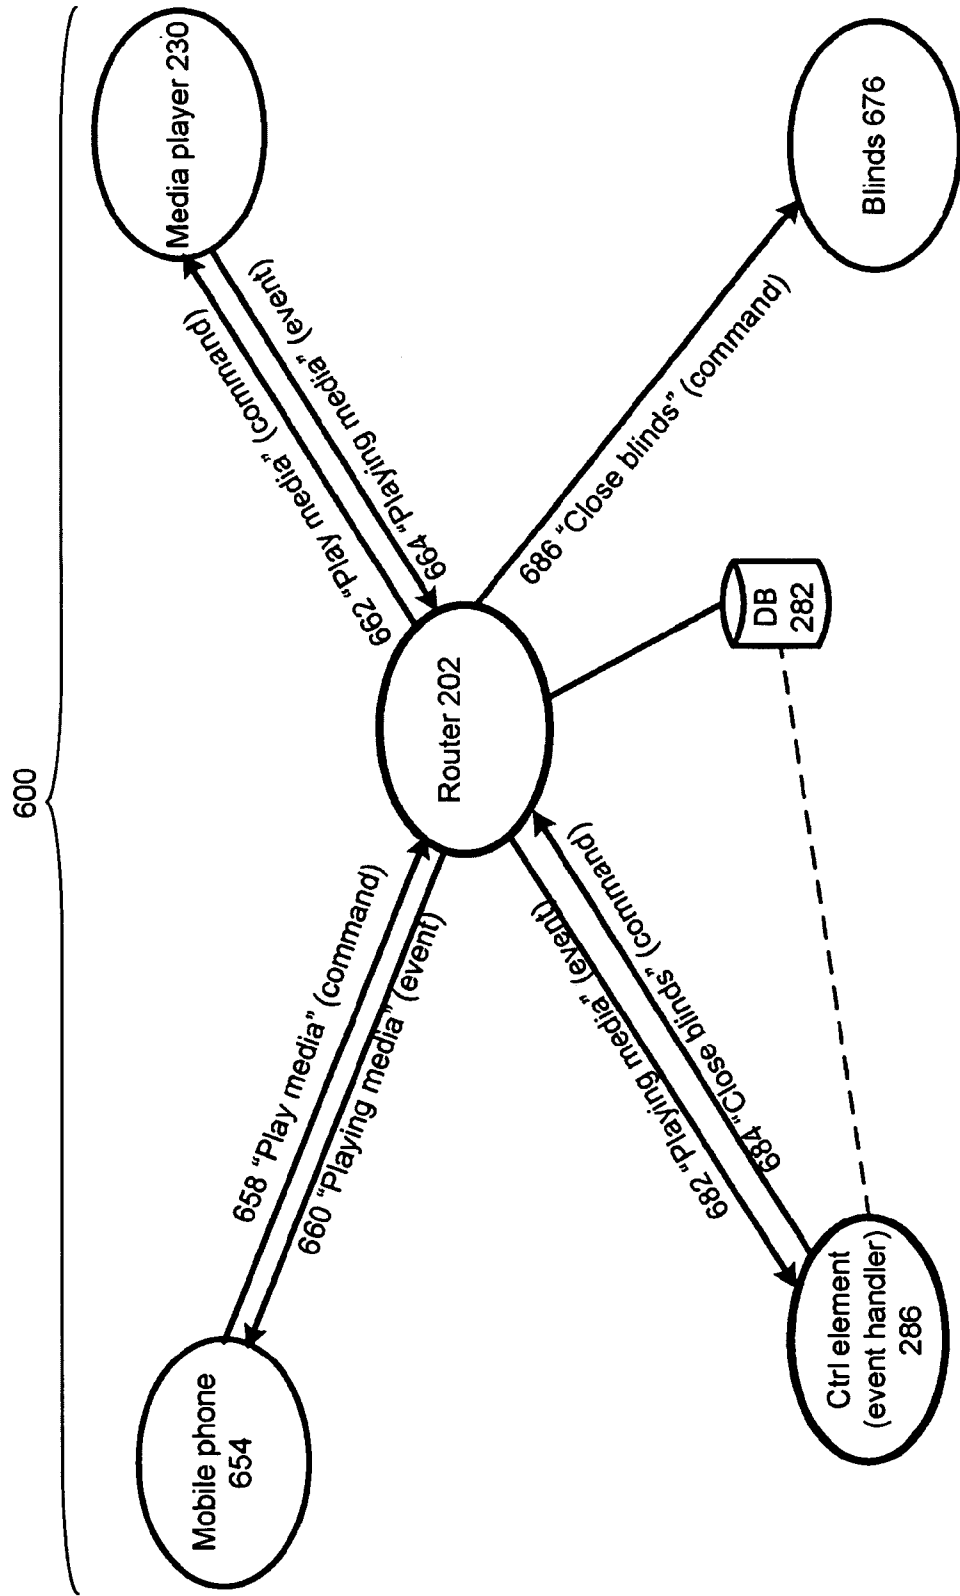 600
Mobile phone
654
Media player 230
658 “Play media” (command)
660 “Playing media” (event)
662 “Play media” (command)
664 “Playing media” (event)
Router 202
682 “Playing media” (event)
684 “Close blinds” (command)
686 “Close blinds” (command)
DB
282
Ctrl element
(event handler)
286
Blinds 676